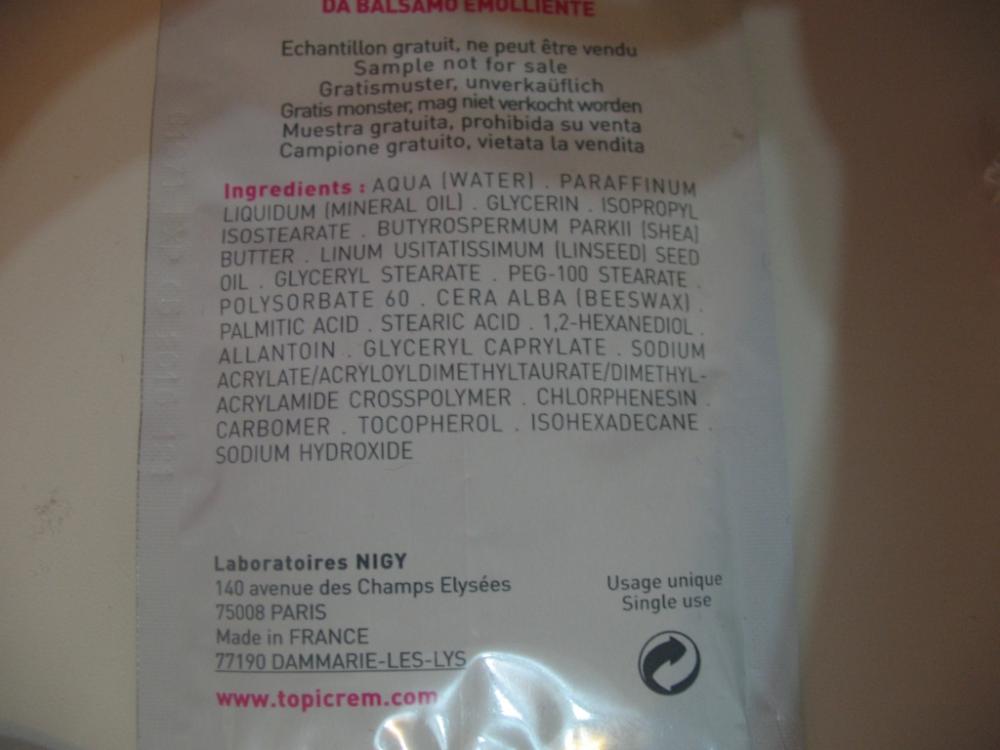 DA BALSAMO EMOLLIENTE
Echantillon gratuit, ne peut être vendu
Sample not for sale
Gratismuster, unverkaüflich
Gratis monster, mag niet verkocht worden
Muestra gratuita, prohibida su venta
Campione gratuito, vietata la vendita
Ingredients : AQUA (WATER) . PARAFFINUM
LIQUIDUM (MINERAL OIL) . GLYCERIN . ISOPROPYL
ISOSTEARATE . BUTYROSPERMUM PARKII (SHEA)
BUTTER . LINUM USITATISSIMUM (LINSEED) SEED
OIL . GLYCERYL STEARATE . PEG-100 STEARATE .
POLYSORBATE 60 . CERA ALBA (BEESWAX) .
PALMITIC ACID . STEARIC ACID . 1,2-HEXANEDIOL .
ALLANTOIN . GLYCERYL CAPRYLATE . SODIUM
ACRYLATE/ACRYLOYLDIMETHYLTAURATE/DIMETHYL-
ACRYLAMIDE CROSSPOLYMER . CHLORPHENESIN .
CARBOMER . TOCOPHEROL . ISOHEXADECANE .
SODIUM HYDROXIDE
Laboratoires NIGY
140 avenue des Champs Elysées
75008 PARIS
Made in FRANCE
77190 DAMMARIE-LES-LYS
www.topicrem.com
Usage unique
Single use